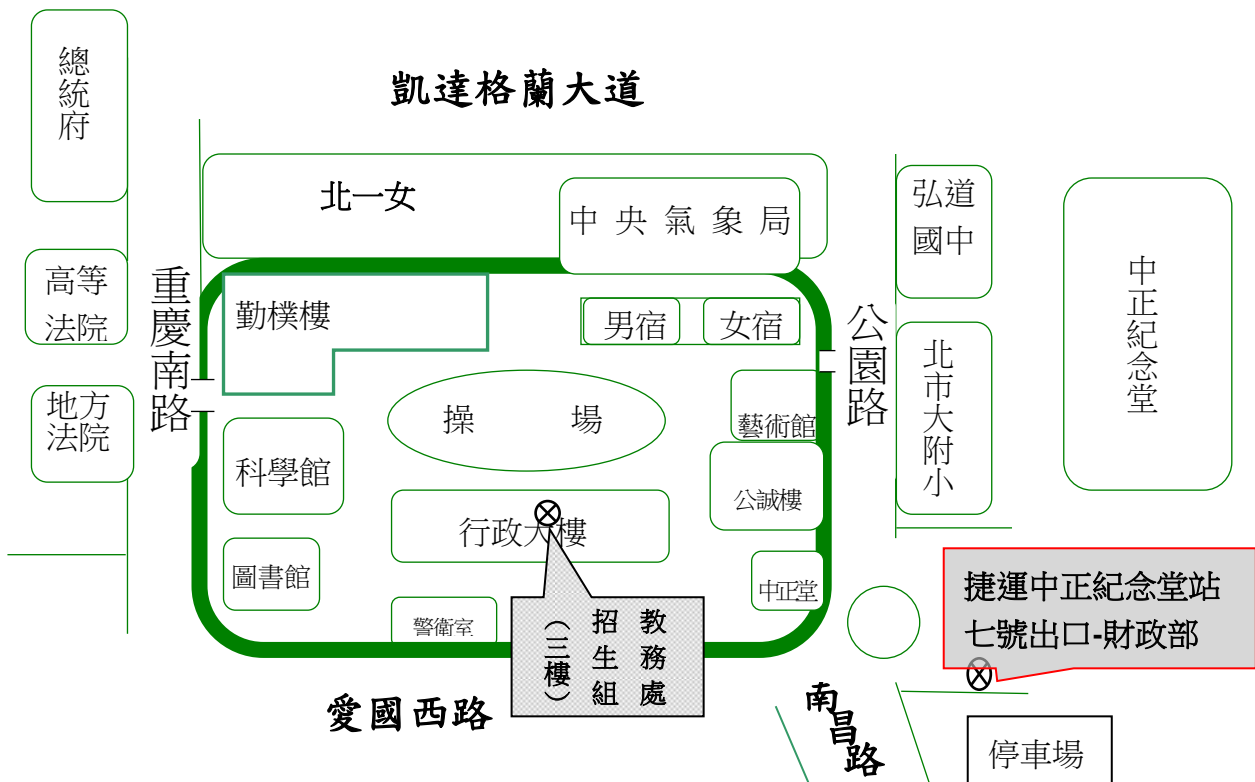 總統府
凱達格蘭大道
北一女
中央氣象局
弘道
國中
中正紀念堂
高等
法院
重慶南路
勤樸樓
男宿
女宿
公園路
北市大附小
地方
法院
操場
藝術館
科學館
公誠樓
行政大樓
圖書館
中正堂
警衛室
教務處
招生組
（三樓）
捷運中正紀念堂站
七號出口-財政部
愛國西路
南昌路
停車場